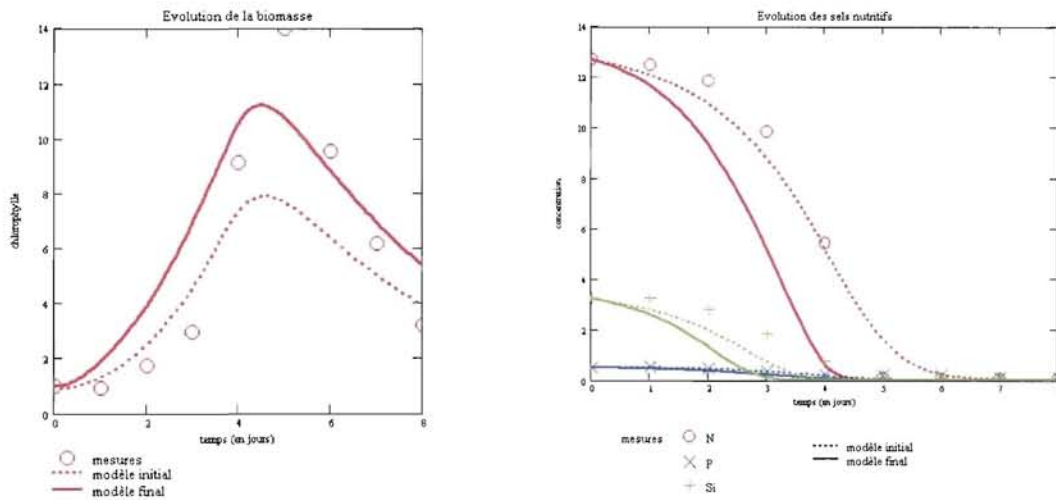 Evolution de la biomasse
14
12
10
8
6
4
2
0
chlorophylle
0 2 4 6 8
temps (en jours)
mesures
modèle initial
modèle final
Evolution des sels nutritifs
14
12
10
8
6
4
2
0
concentration
0 1 2 3 4 5 6 7 8
temps (en jours)
mesures
N
P
Si
modèle initial
modèle final